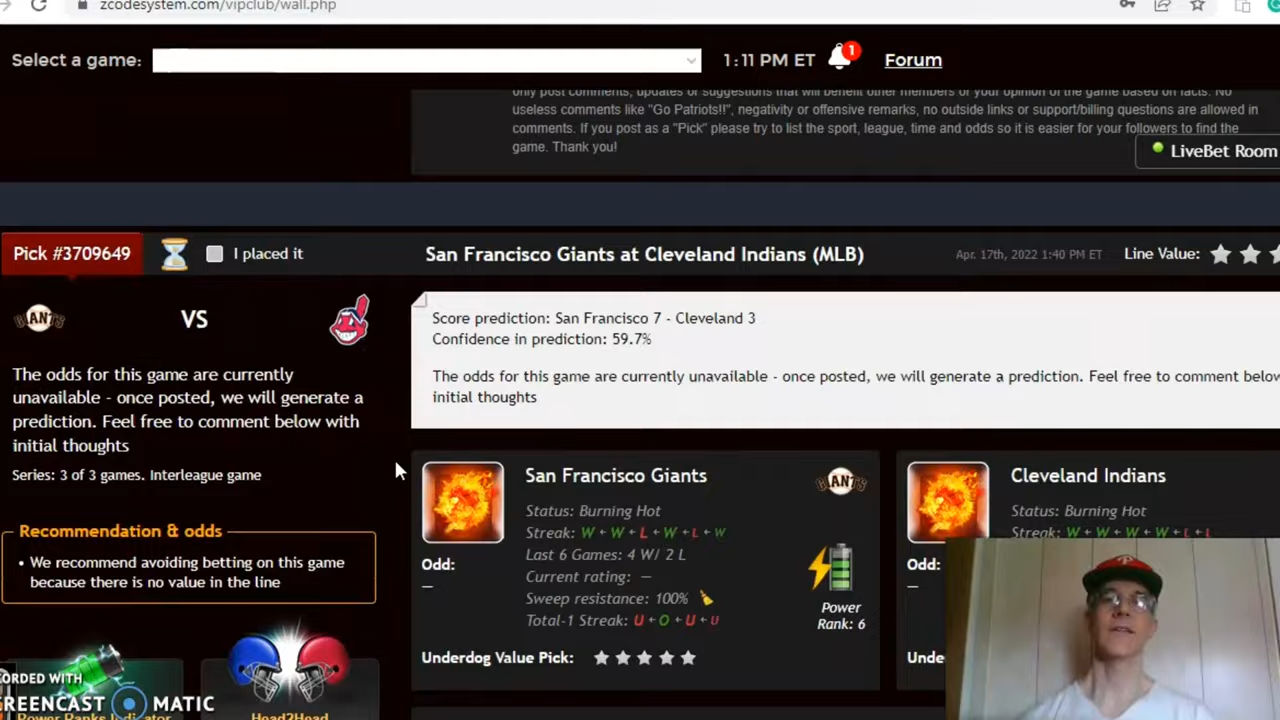 zcodesystem.com/vipclub/wall.php
Select a game:
1:11 PM ET
1
Forum
only post comments, updates or suggestions that will benefit other members or your opinion of the game based on facts. No
useless comments like "Go Patriots!!", negativity or offensive remarks, no outside links or support/billing questions are allowed in
comments. If you post as a "Pick" please try to list the sport, league, time and odds so it is easier for your followers to find the
game. Thank you!
LiveBet Room
Pick #3709649
I placed it
San Francisco Giants at Cleveland Indians (MLB)
Apr. 17th, 2022 1:40 PM ET
Line Value:
GIANTS
VS
Score prediction: San Francisco 7 - Cleveland 3
Confidence in prediction: 59.7%
The odds for this game are currently unavailable - once posted, we will generate a prediction. Feel free to comment below
initial thoughts
The odds for this game are currently
unavailable - once posted, we will generate a
prediction. Feel free to comment below with
initial thoughts
Series: 3 of 3 games. Interleague game
Recommendation & odds
• We recommend avoiding betting on this game
because there is no value in the line
San Francisco Giants
GIANTS
Status: Burning Hot
Streak: W W L W L W
Last 6 Games: 4 W/ 2 L
Odd:
—
Current rating: —
Sweep resistance: 100%
Total-1 Streak: U O U U
Power
Rank: 6
Underdog Value Pick:
Cleveland Indians
Status: Burning Hot
Streak: W W W W L L
Odd:
—
Unde
ORDED WITH
REENCAST MATIC
Power Ranks Indicator
Head2Head